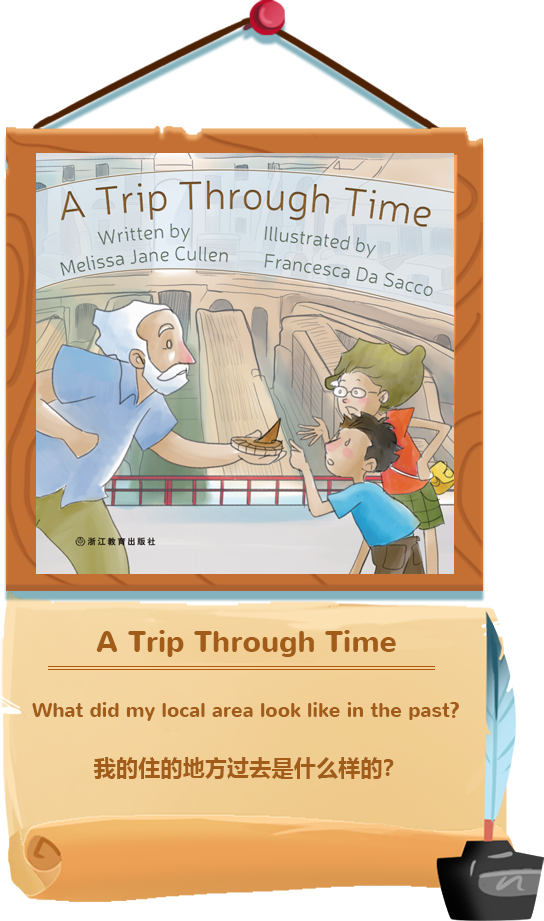 A Trip Through Time
Written by
Melissa Jane Cullen
Illustrated by
Francesca Da Sacco
浙江教育出版社
A Trip Through Time
What did my local area look like in the past?
我的住的地方过去是什么样的?